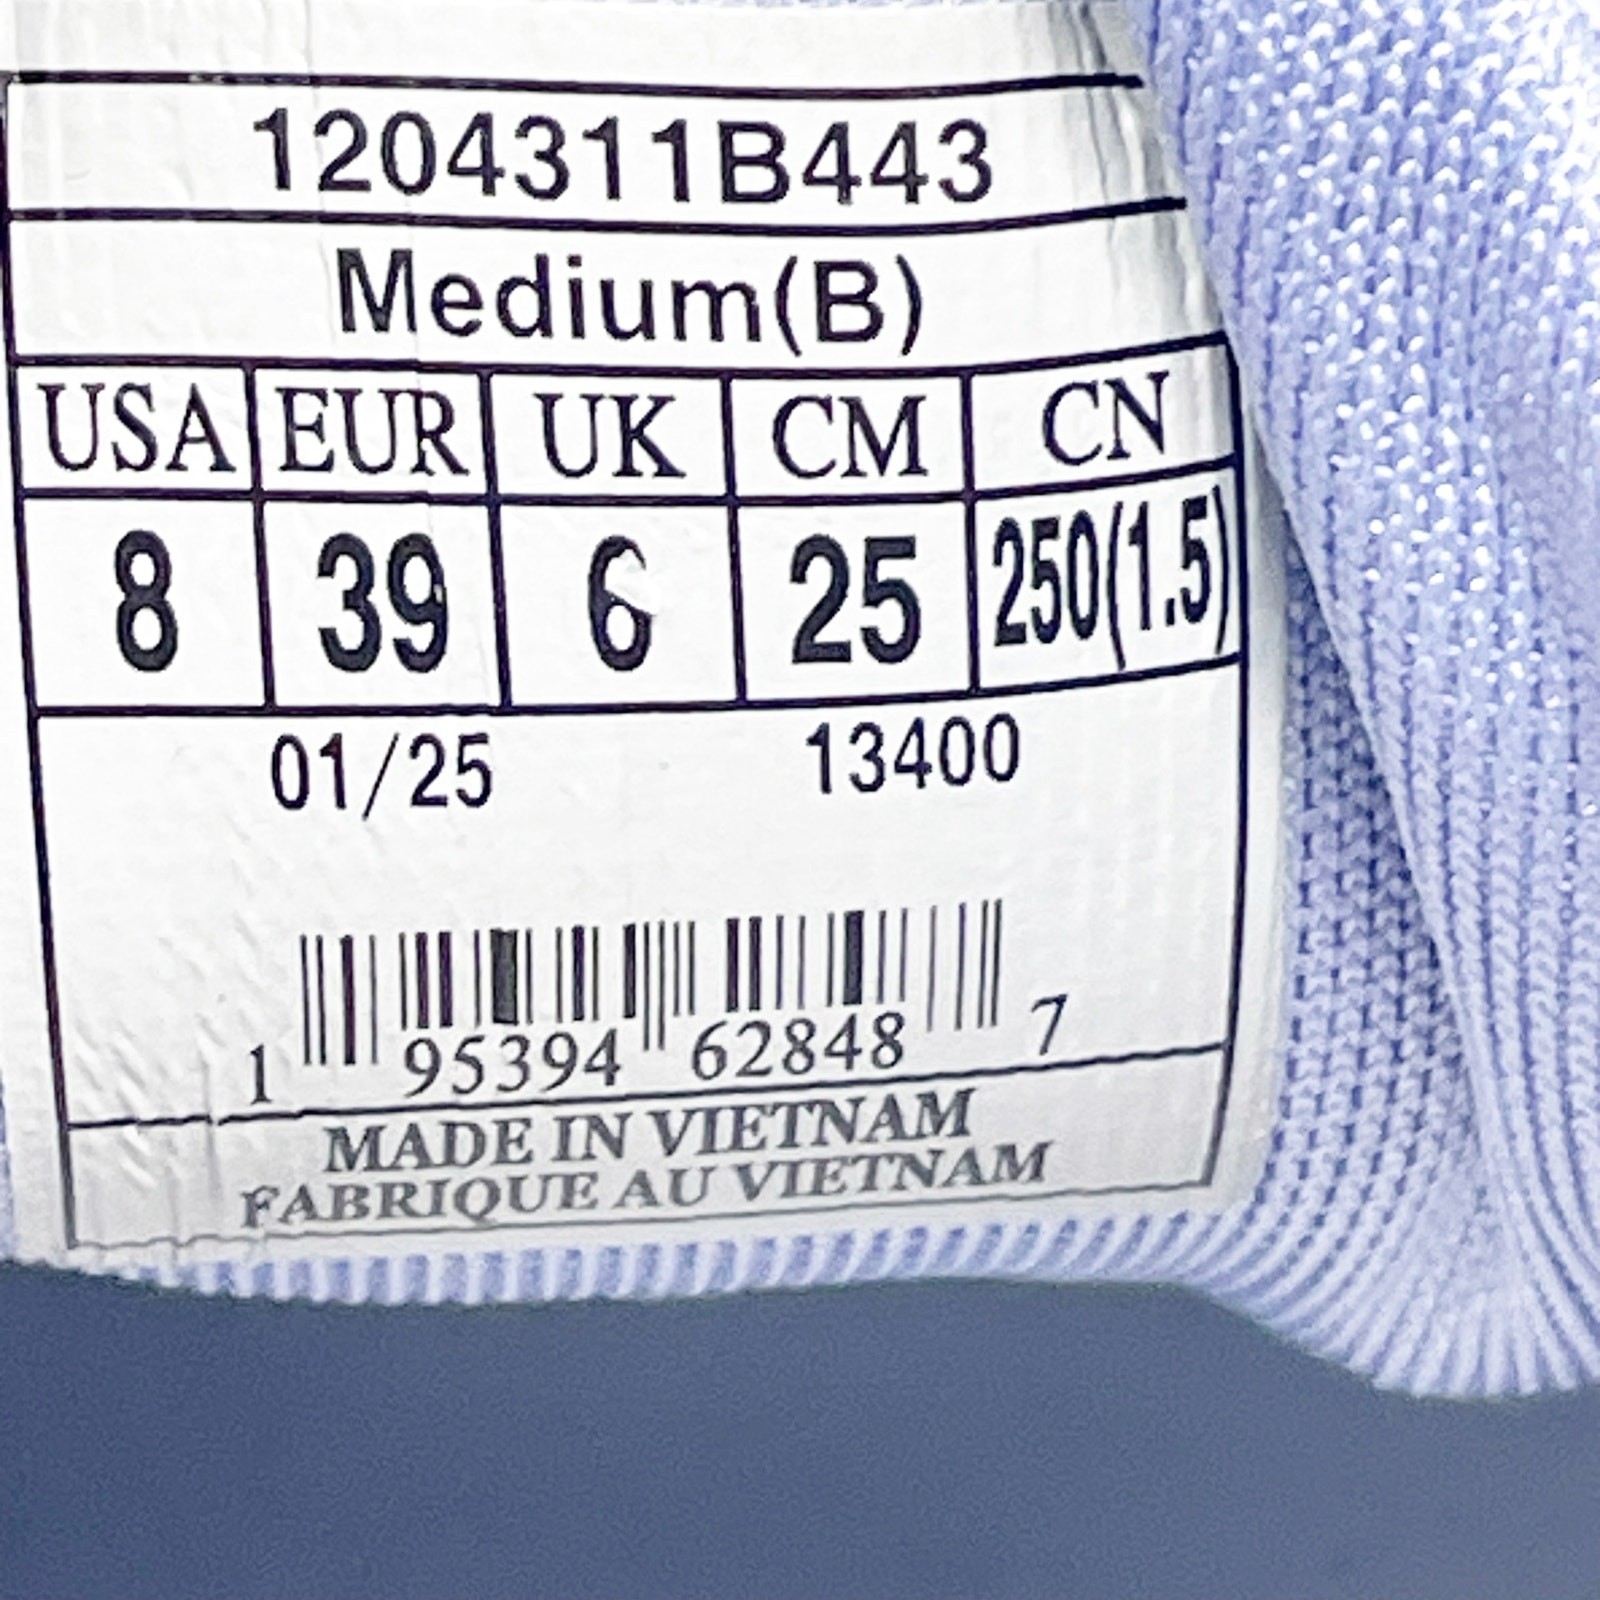 1204311B443
Medium(B)
USA EUR UK CM CN
8 39 6 25 250(1.5)
01/25 13400
1 95394 62848 7
MADE IN VIETNAM
FABRIQUE AU VIETNAM